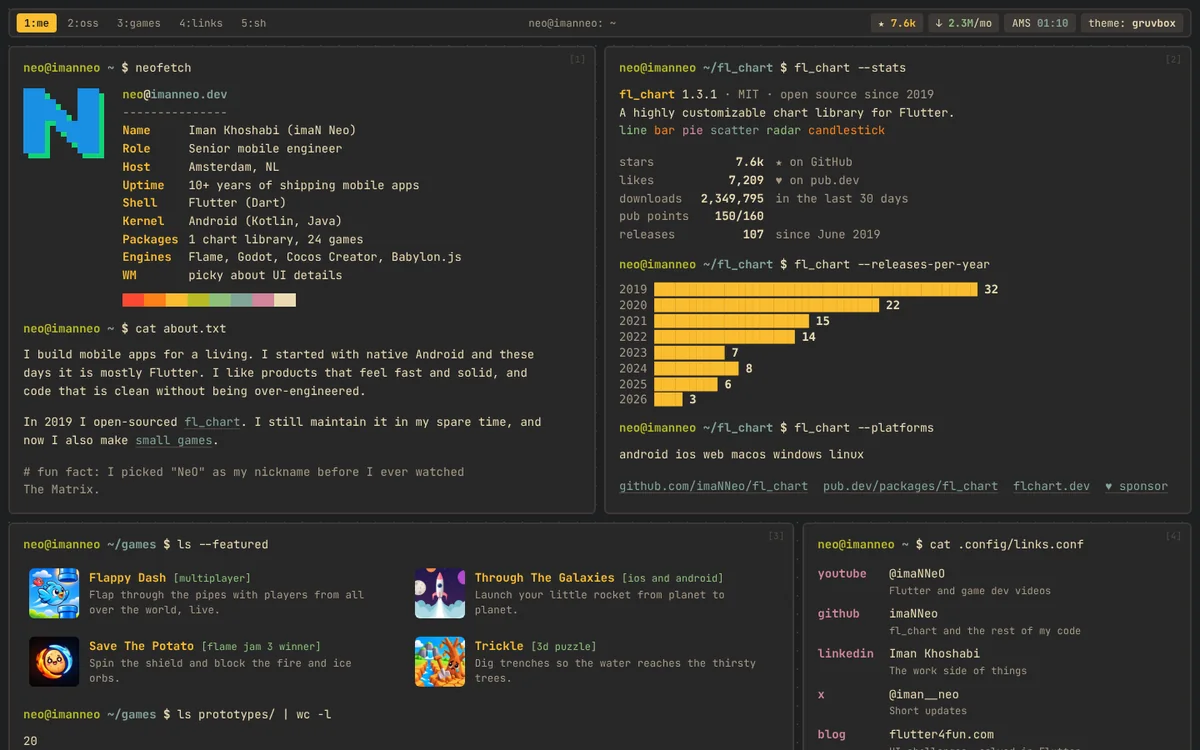 1:me 2:oss 3:games 4:links 5:sh neo@imanneo: ~ ★ 7.6k ↓ 2.3M/mo AMS 01:10 theme: gruvbox
[1]
neo@imanneo ~ $ neofetch
neo@imanneo.dev
---------------
Name Iman Khoshabi (imaN Neo)
Role Senior mobile engineer
Host Amsterdam, NL
Uptime 10+ years of shipping mobile apps
Shell Flutter (Dart)
Kernel Android (Kotlin, Java)
Packages 1 chart library, 24 games
Engines Flame, Godot, Cocos Creator, Babylon.js
WM picky about UI details
neo@imanneo ~ $ cat about.txt
I build mobile apps for a living. I started with native Android and these
days it is mostly Flutter. I like products that feel fast and solid, and
code that is clean without being over-engineered.
In 2019 I open-sourced fl_chart. I still maintain it in my spare time, and
now I also make small games.
# fun fact: I picked "NeO" as my nickname before I ever watched
The Matrix.
[2]
neo@imanneo ~/fl_chart $ fl_chart --stats
fl_chart 1.3.1 · MIT · open source since 2019
A highly customizable chart library for Flutter.
line bar pie scatter radar candlestick
stars 7.6k ★ on GitHub
likes 7,209 ♥ on pub.dev
downloads 2,349,795 in the last 30 days
pub points 150/160
releases 107 since June 2019
neo@imanneo ~/fl_chart $ fl_chart --releases-per-year
2019 32
2020 22
2021 15
2022 14
2023 7
2024 8
2025 6
2026 3
neo@imanneo ~/fl_chart $ fl_chart --platforms
android ios web macos windows linux
github.com/imaNNeo/fl_chart pub.dev/packages/fl_chart flchart.dev ♥ sponsor
[3]
neo@imanneo ~/games $ ls --featured
Flappy Dash [multiplayer]
Flap through the pipes with players from all
over the world, live.
Through The Galaxies [ios and android]
Launch your little rocket from planet to
planet.
Save The Potato [flame jam 3 winner]
Spin the shield and block the fire and ice
orbs.
Trickle [3d puzzle]
Dig trenches so the water reaches the thirsty
trees.
neo@imanneo ~/games $ ls prototypes/ | wc -l
20
[4]
neo@imanneo ~ $ cat .config/links.conf
youtube @imaNNeO
Flutter and game dev videos
github imaNNeo
fl_chart and the rest of my code
linkedin Iman Khoshabi
The work side of things
x @iman__neo
Short updates
blog flutter4fun.com